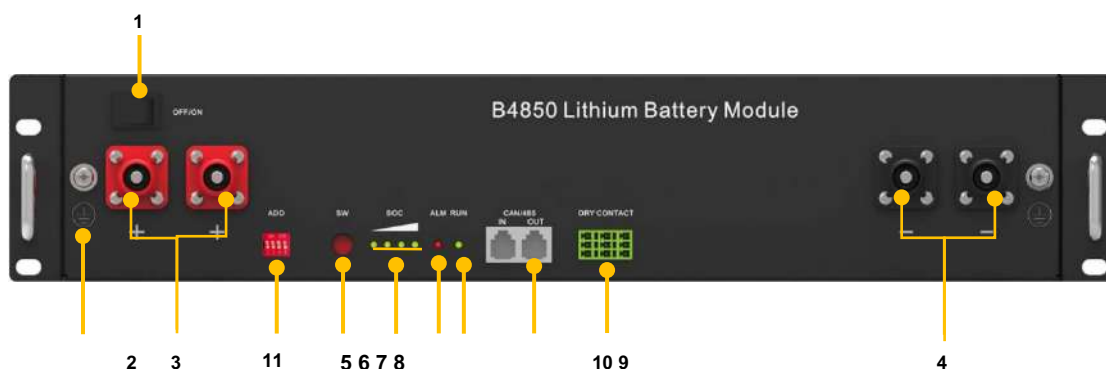 1
B4850 Lithium Battery Module
OFF/ON
ADD SW SOC ALM RUN CAN/485 DRY CONTACT
IN OUT
+ + − −
2 3 11 5 6 7 8 10 9 4